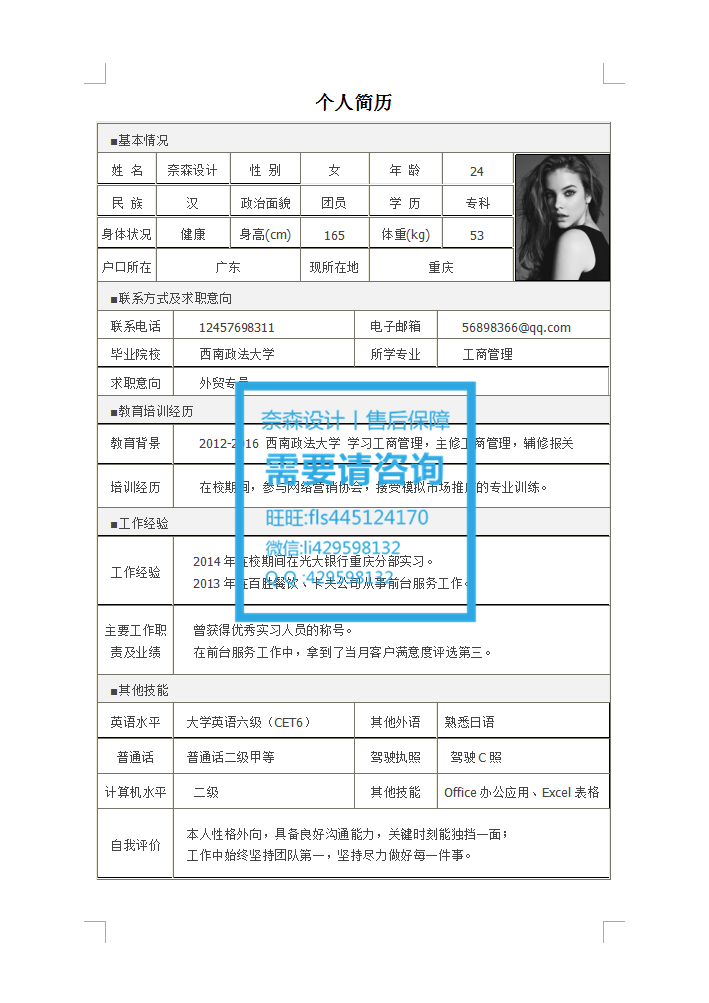 个人简历
■基本情况
姓 名 奈森设计 性 别 女 年 龄 24
民 族 汉 政治面貌 团员 学 历 专科
身体状况 健康 身高(cm) 165 体重(kg) 53
户口所在 广东 现所在地 重庆
■联系方式及求职意向
联系电话 12457698311 电子邮箱 56898366@qq.com
毕业院校 西南政法大学 所学专业 工商管理
求职意向 外贸专员
■教育培训经历
奈森设计丨售后保障
教育背景 2012-2016 西南政法大学 学习工商管理，主修工商管理，辅修报关
需要请咨询
培训经历 在校期间，参与网络营销协会，接受模拟市场推广的专业训练。
旺旺:fls445124170
■工作经验
微信:li429598132
工作经验 2014 年在校期间在光大银行重庆分部实习。
Q Q :429598132
2013 年在百胜餐饮、卡夫公司从事前台服务工作。
主要工作职 曾获得优秀实习人员的称号。
责及业绩 在前台服务工作中，拿到了当月客户满意度评选第三。
■其他技能
英语水平 大学英语六级（CET6） 其他外语 熟悉日语
普通话 普通话二级甲等 驾驶执照 驾驶 C 照
计算机水平 二级 其他技能 Office 办公应用、Excel 表格
自我评价 本人性格外向，具备良好沟通能力，关键时刻能独挡一面；
工作中始终坚持团队第一，坚持尽力做好每一件事。